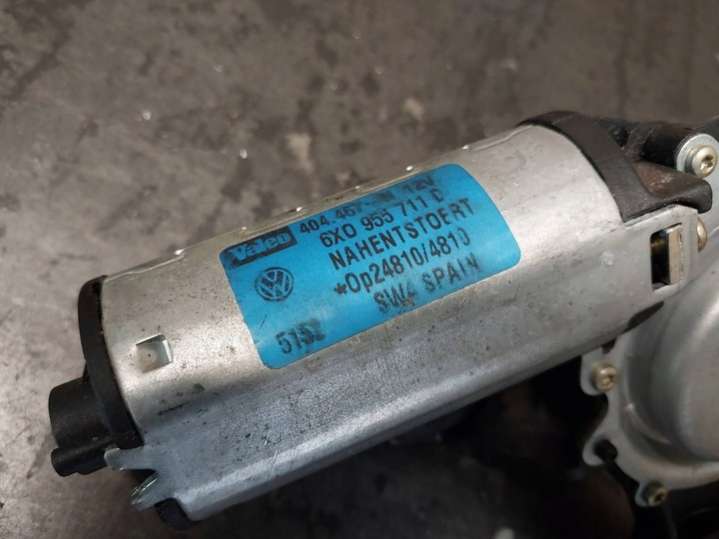 Valeo 404.467 12V
6X0 955 711 D
NAHENTSTOERT
*Op24810/4810
5152 SW4 SPAIN